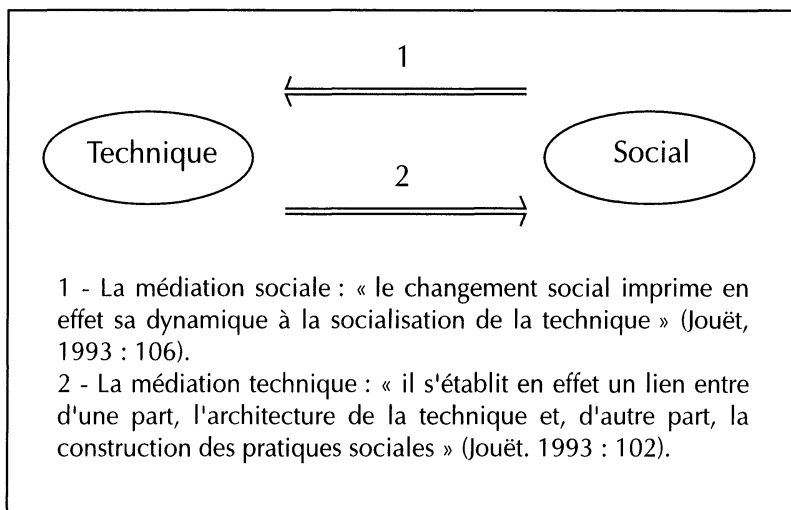 1
Technique
Social
2
1 - La médiation sociale : « le changement social imprime en
effet sa dynamique à la socialisation de la technique » (Jouët,
1993 : 106).
2 - La médiation technique : « il s'établit en effet un lien entre
d'une part, l'architecture de la technique et, d'autre part, la
construction des pratiques sociales » (Jouët. 1993 : 102).